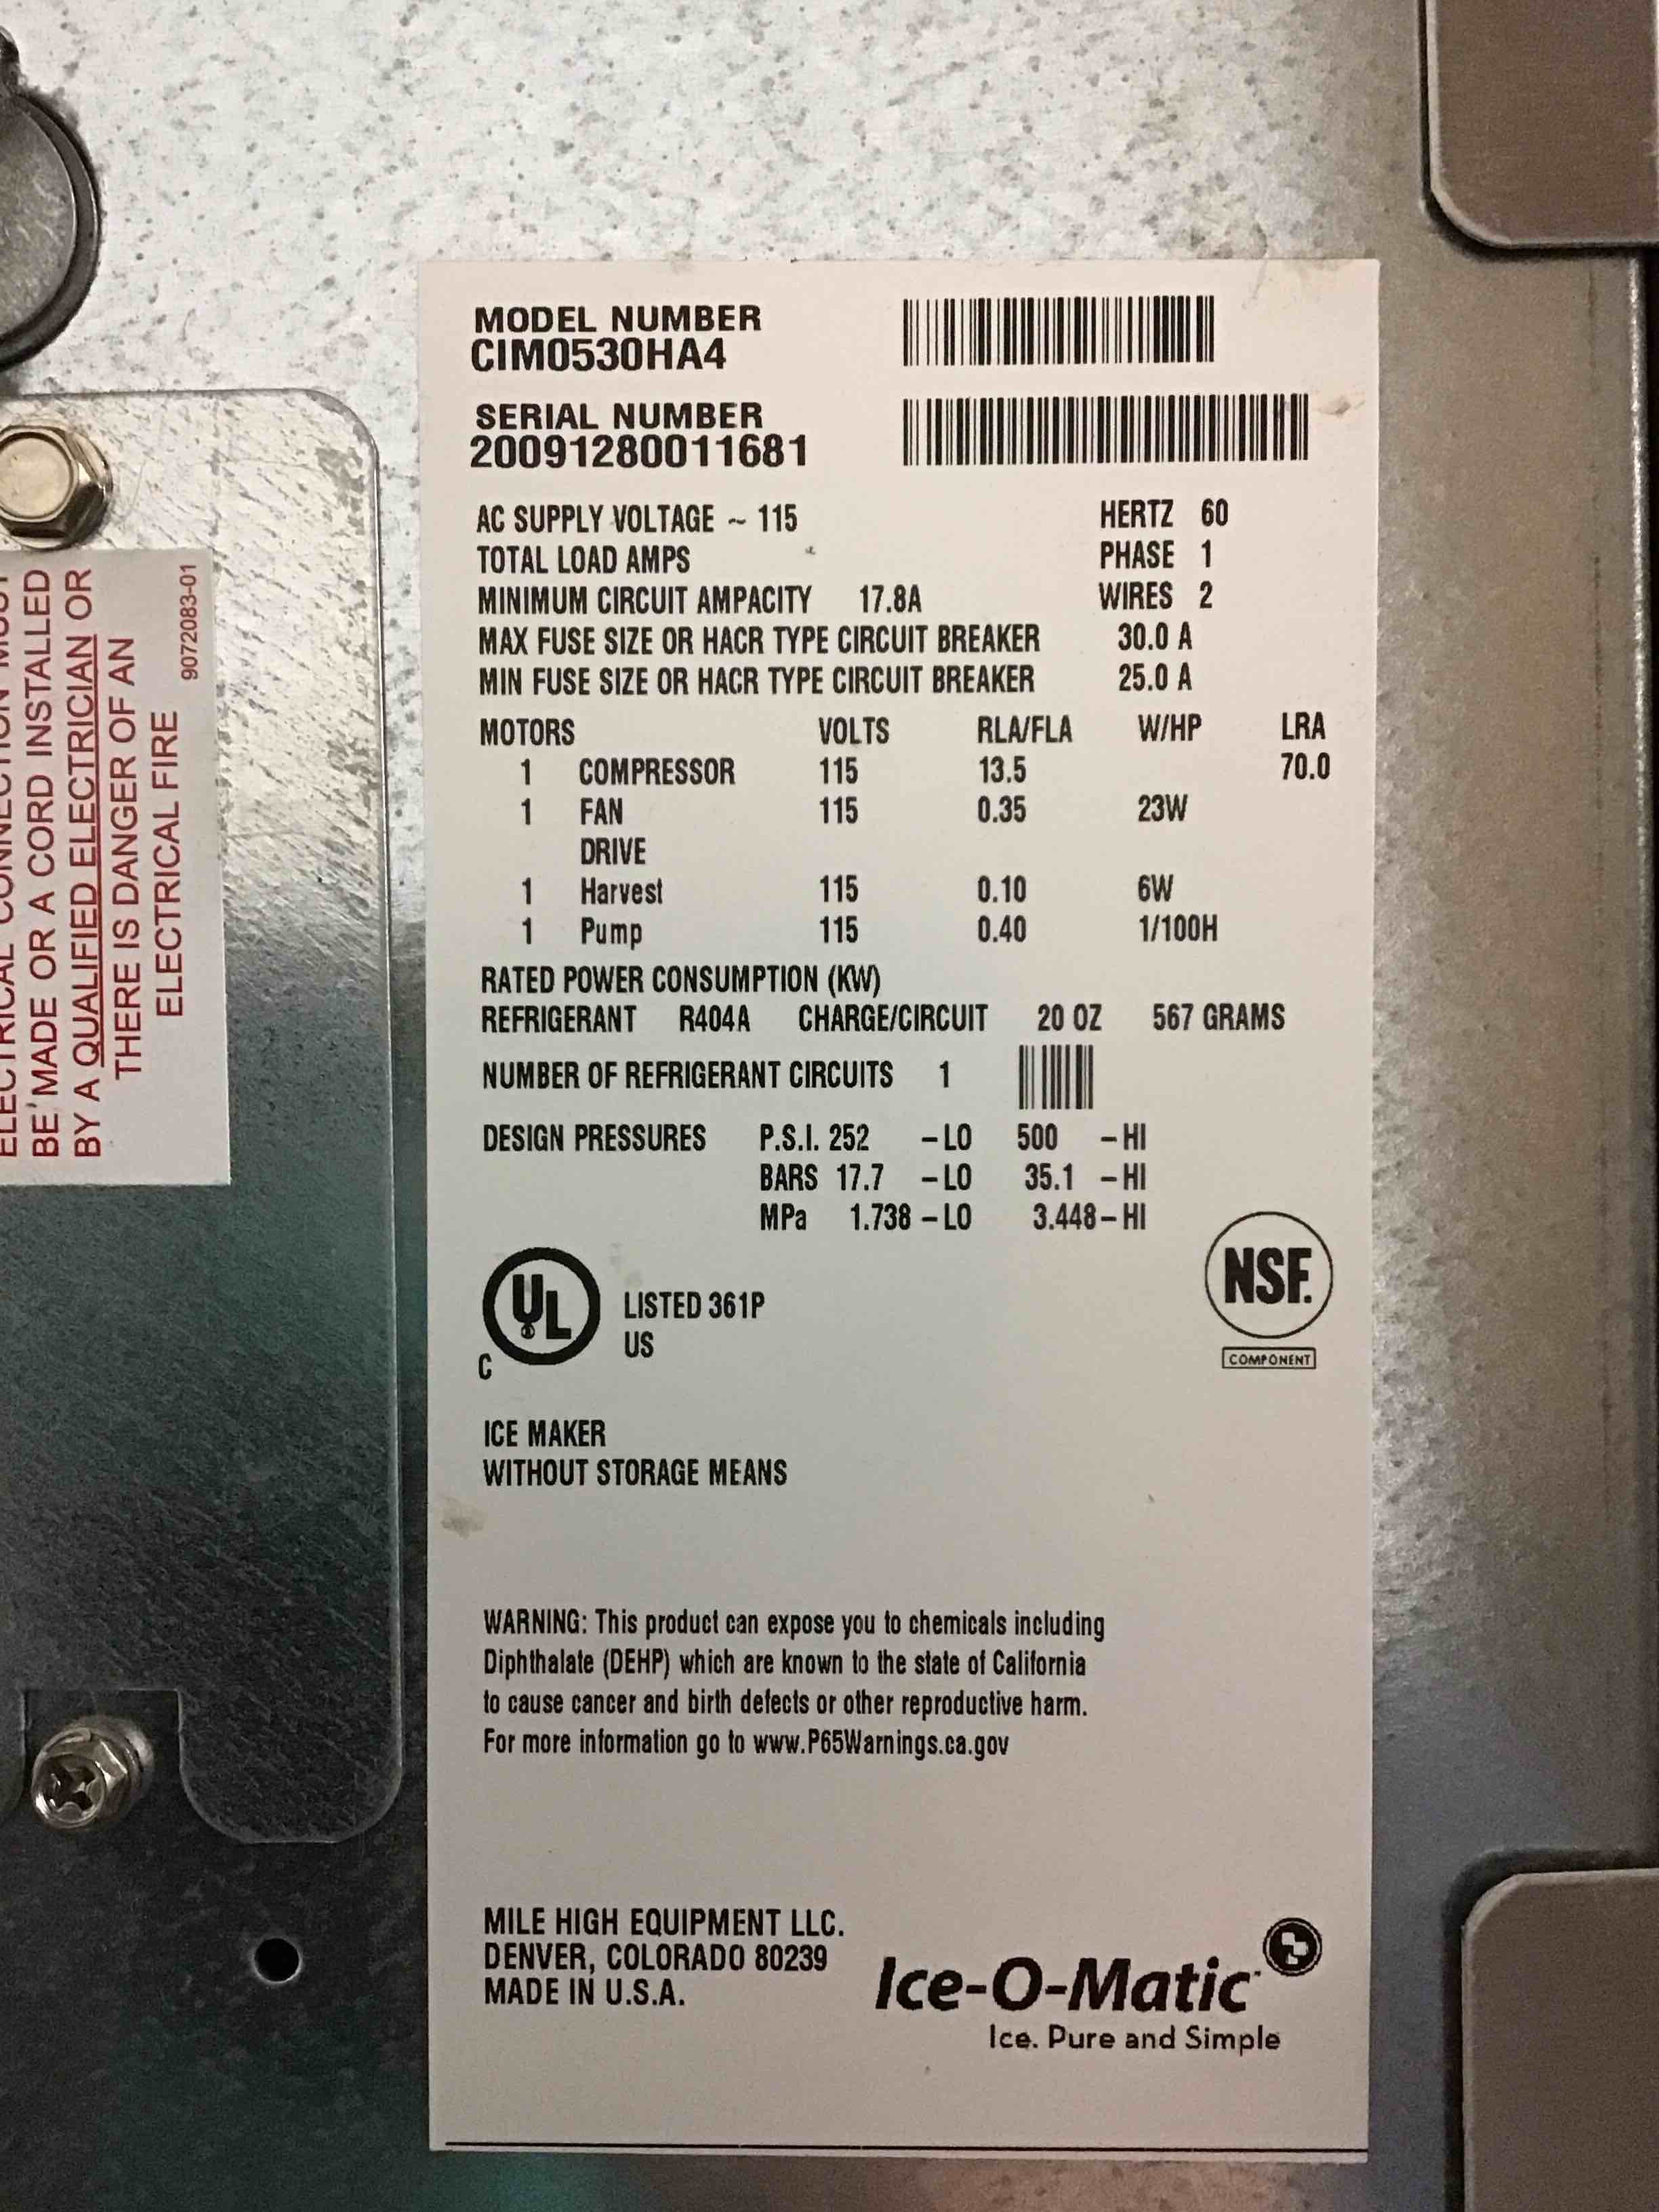 MODEL NUMBER
CIM0530HA4
SERIAL NUMBER
20091280011681
AC SUPPLY VOLTAGE ~ 115 HERTZ 60
TOTAL LOAD AMPS PHASE 1
MINIMUM CIRCUIT AMPACITY 17.8A WIRES 2
MAX FUSE SIZE OR HACR TYPE CIRCUIT BREAKER 30.0 A
MIN FUSE SIZE OR HACR TYPE CIRCUIT BREAKER 25.0 A
MOTORS VOLTS RLA/FLA W/HP LRA
1 COMPRESSOR 115 13.5 70.0
1 FAN 115 0.35 23W
DRIVE
1 Harvest 115 0.10 6W
1 Pump 115 0.40 1/100H
RATED POWER CONSUMPTION (KW)
REFRIGERANT R404A CHARGE/CIRCUIT 20 OZ 567 GRAMS
NUMBER OF REFRIGERANT CIRCUITS 1
DESIGN PRESSURES P.S.I. 252 – LO 500 – HI
BARS 17.7 – LO 35.1 – HI
MPa 1.738 – LO 3.448 – HI
C UL LISTED 361P
US
NSF.
COMPONENT
ICE MAKER
WITHOUT STORAGE MEANS
WARNING: This product can expose you to chemicals including
Diphthalate (DEHP) which are known to the state of California
to cause cancer and birth defects or other reproductive harm.
For more information go to www.P65Warnings.ca.gov
MILE HIGH EQUIPMENT LLC.
DENVER, COLORADO 80239
MADE IN U.S.A.
Ice-O-Matic
Ice. Pure and Simple
ELECTRICAL CONNECTION MUST
BE MADE OR A CORD INSTALLED
BY A QUALIFIED ELECTRICIAN OR
THERE IS DANGER OF AN
ELECTRICAL FIRE
9072083-01